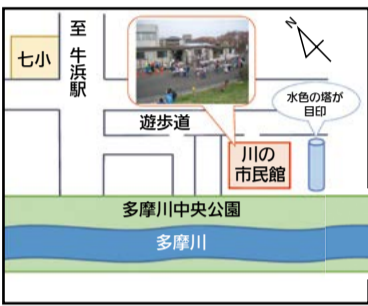 至 牛浜駅
七小
N
水色の塔が
目印
遊歩道
川の
市民館
多摩川中央公園
多摩川